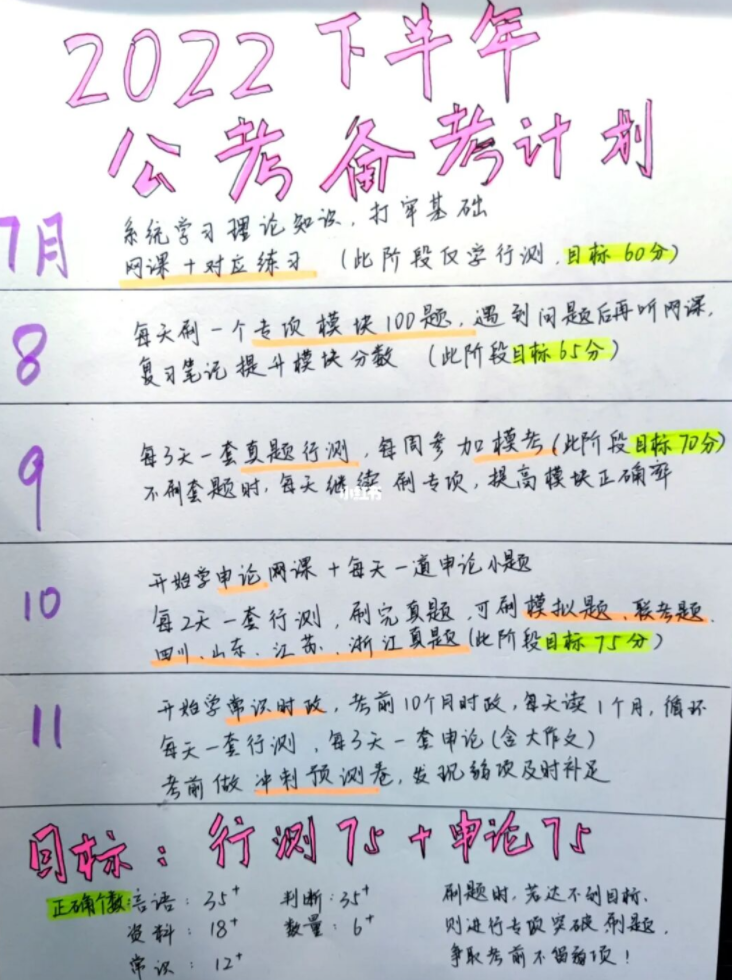 2022下半年
公考备考计划
7月
系统学习理论知识,打牢基础
网课+对应练习 (此阶段仅学行测,目标60分)
8
每天刷一个专项模块100题,遇到问题后再听网课,
复习笔记提升模块分数 (此阶段目标65分)
9
每3天一套真题行测,每周参加模考(此阶段目标70分)
不刷套题时,每天继续刷专项,提高模块正确率
小红书
10
开始学申论网课+每天一道申论小题
每2天一套行测,刷完真题,可刷模拟题、联考题、
四川、山东、江苏、浙江真题(此阶段目标75分)
11
开始学常识时政,考前10个月时政,每天读1个月,循环
每天一套行测,每3天一套申论(含大作文)
考前做冲刺预测卷,发现弱项及时补足
目标:行测75+申论75
正确个数:言语:35+ 判断:35+ 刷题时,若达不到目标,
资料:18+ 数量:6+ 则进行专项突破刷题,
常识:12+ 争取考前不留弱项!